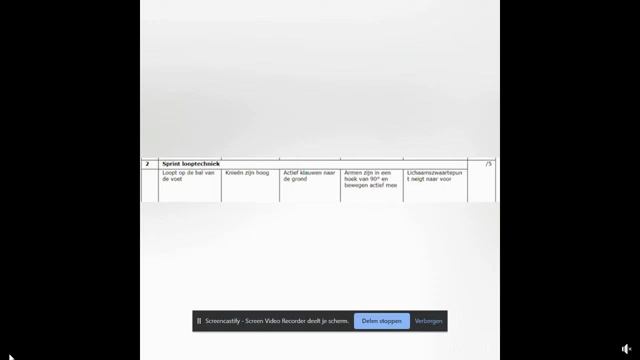 2 Sprint looptechniek /5
Loopt op de bal van
de voet
Knieën zijn hoog
Actief klauwen naar
de grond
Armen zijn in een
hoek van 90° en
bewegen actief mee
Lichaamszwaartepun
t neigt naar voor
Screencastify - Screen Video Recorder deelt je scherm.
Delen stoppen
Verbergen